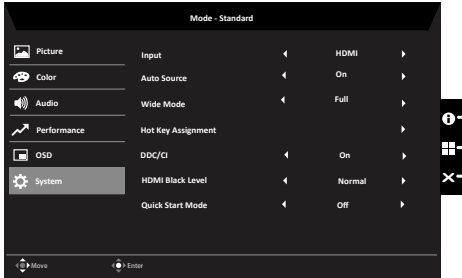 Mode - Standard
Picture
Color
Audio
Performance
OSD
System
Input HDMI
Auto Source On
Wide Mode Full
Hot Key Assignment
DDC/CI On
HDMI Black Level Normal
Quick Start Mode Off
Move Enter